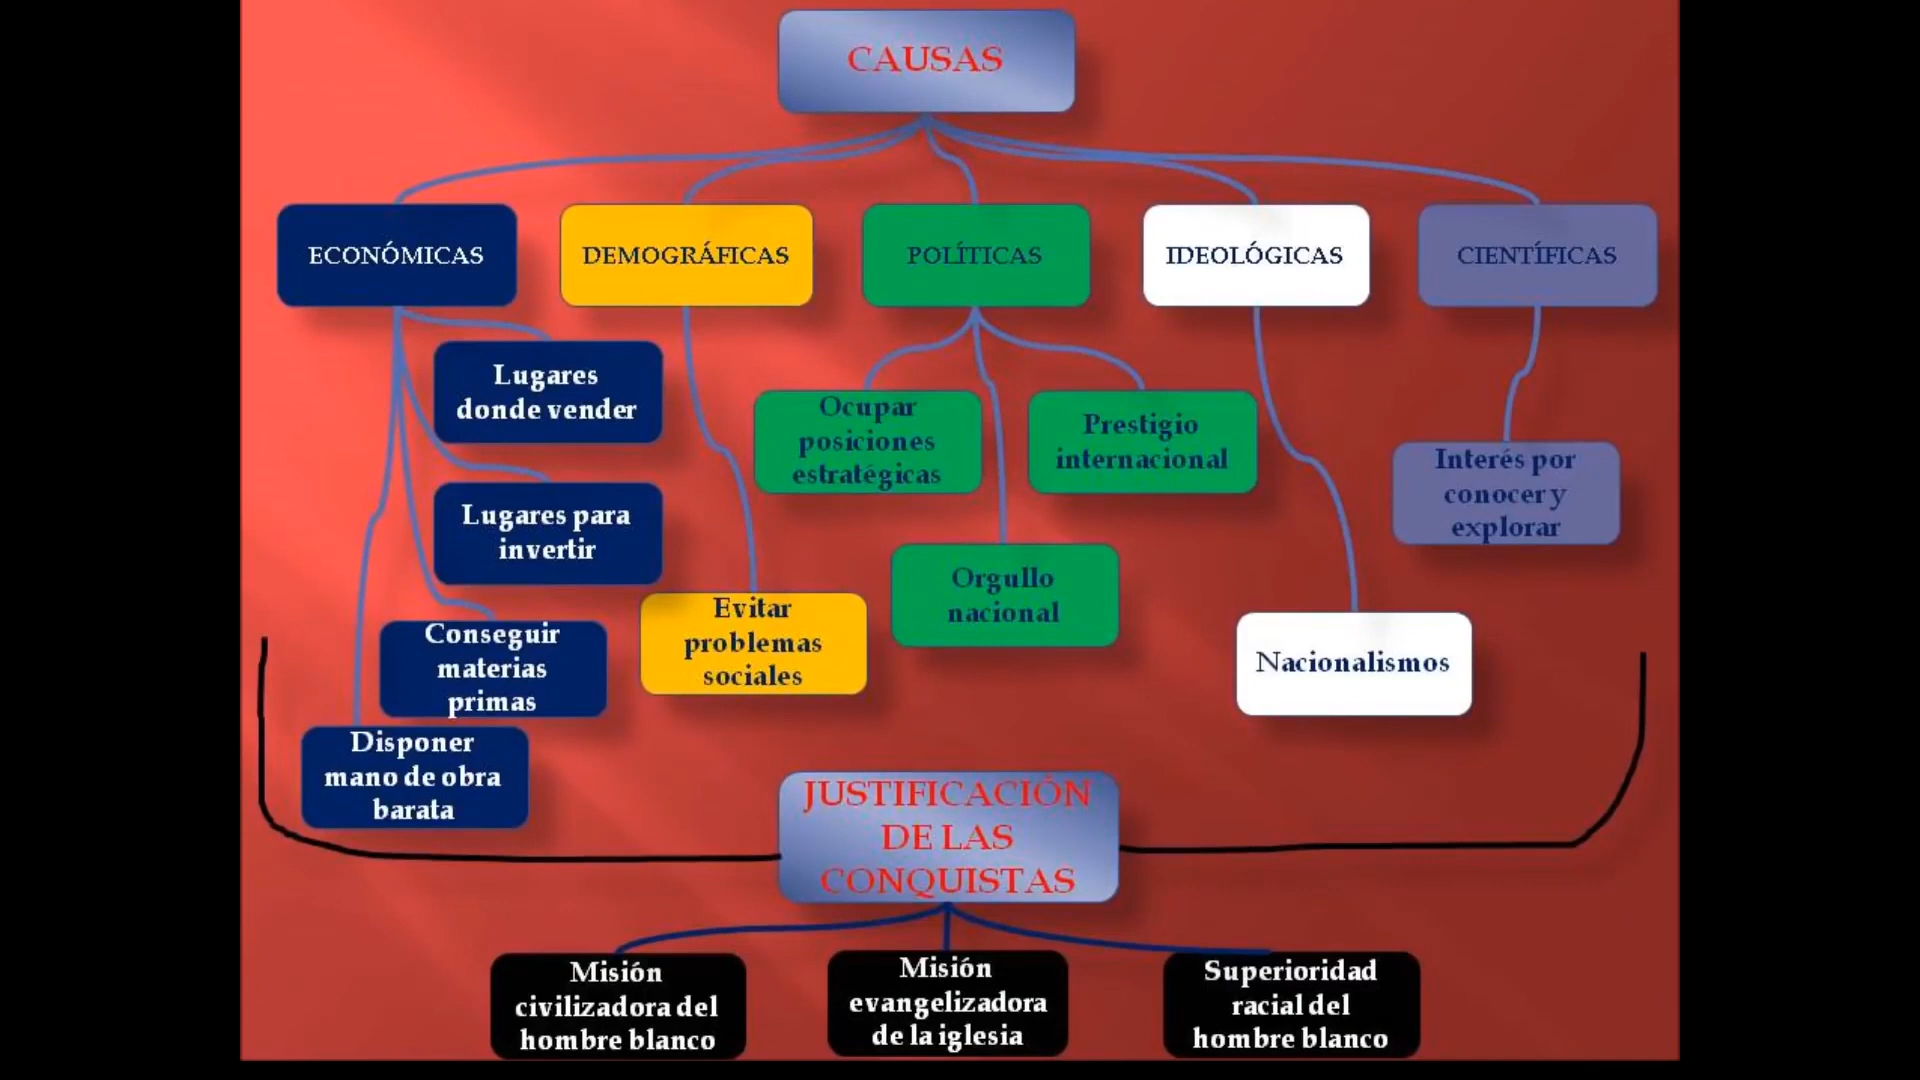 CAUSAS
ECONÓMICAS
DEMOGRÁFICAS
POLÍTICAS
IDEOLÓGICAS
CIENTÍFICAS
Lugares
donde vender
Lugares para
invertir
Conseguir
materias
primas
Disponer
mano de obra
barata
Evitar
problemas
sociales
Ocupar
posiciones
estratégicas
Orgullo
nacional
Prestigio
internacional
Nacionalismos
Interés por
conocer y
explorar
JUSTIFICACIÓN
DE LAS
CONQUISTAS
Misión
civilizadora del
hombre blanco
Misión
evangelizadora
de la iglesia
Superioridad
racial del
hombre blanco